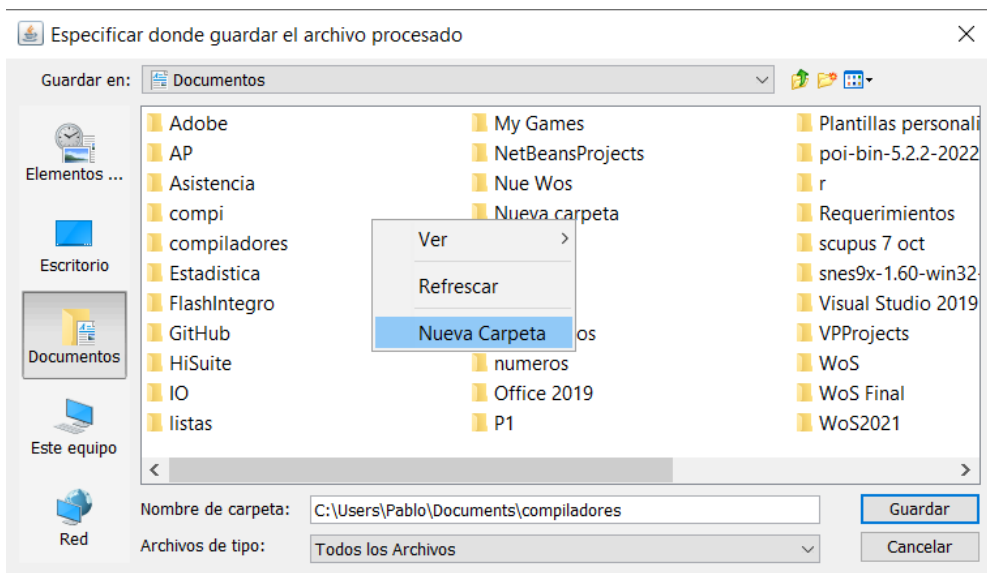 Especificar donde guardar el archivo procesado
Guardar en: Documentos
Elementos ...
Escritorio
Documentos
Este equipo
Red
Adobe
AP
Asistencia
compi
compiladores
Estadistica
FlashIntegro
GitHub
HiSuite
IO
listas
My Games
NetBeansProjects
Nue Wos
Nueva carpeta
os
numeros
Office 2019
P1
Plantillas personali
poi-bin-5.2.2-2022
r
Requerimientos
scupus 7 oct
snes9x-1.60-win32-
Visual Studio 2019
VPProjects
WoS
WoS Final
WoS2021
Ver
Refrescar
Nueva Carpeta
Nombre de carpeta: C:\Users\Pablo\Documents\compiladores
Guardar
Archivos de tipo: Todos los Archivos
Cancelar